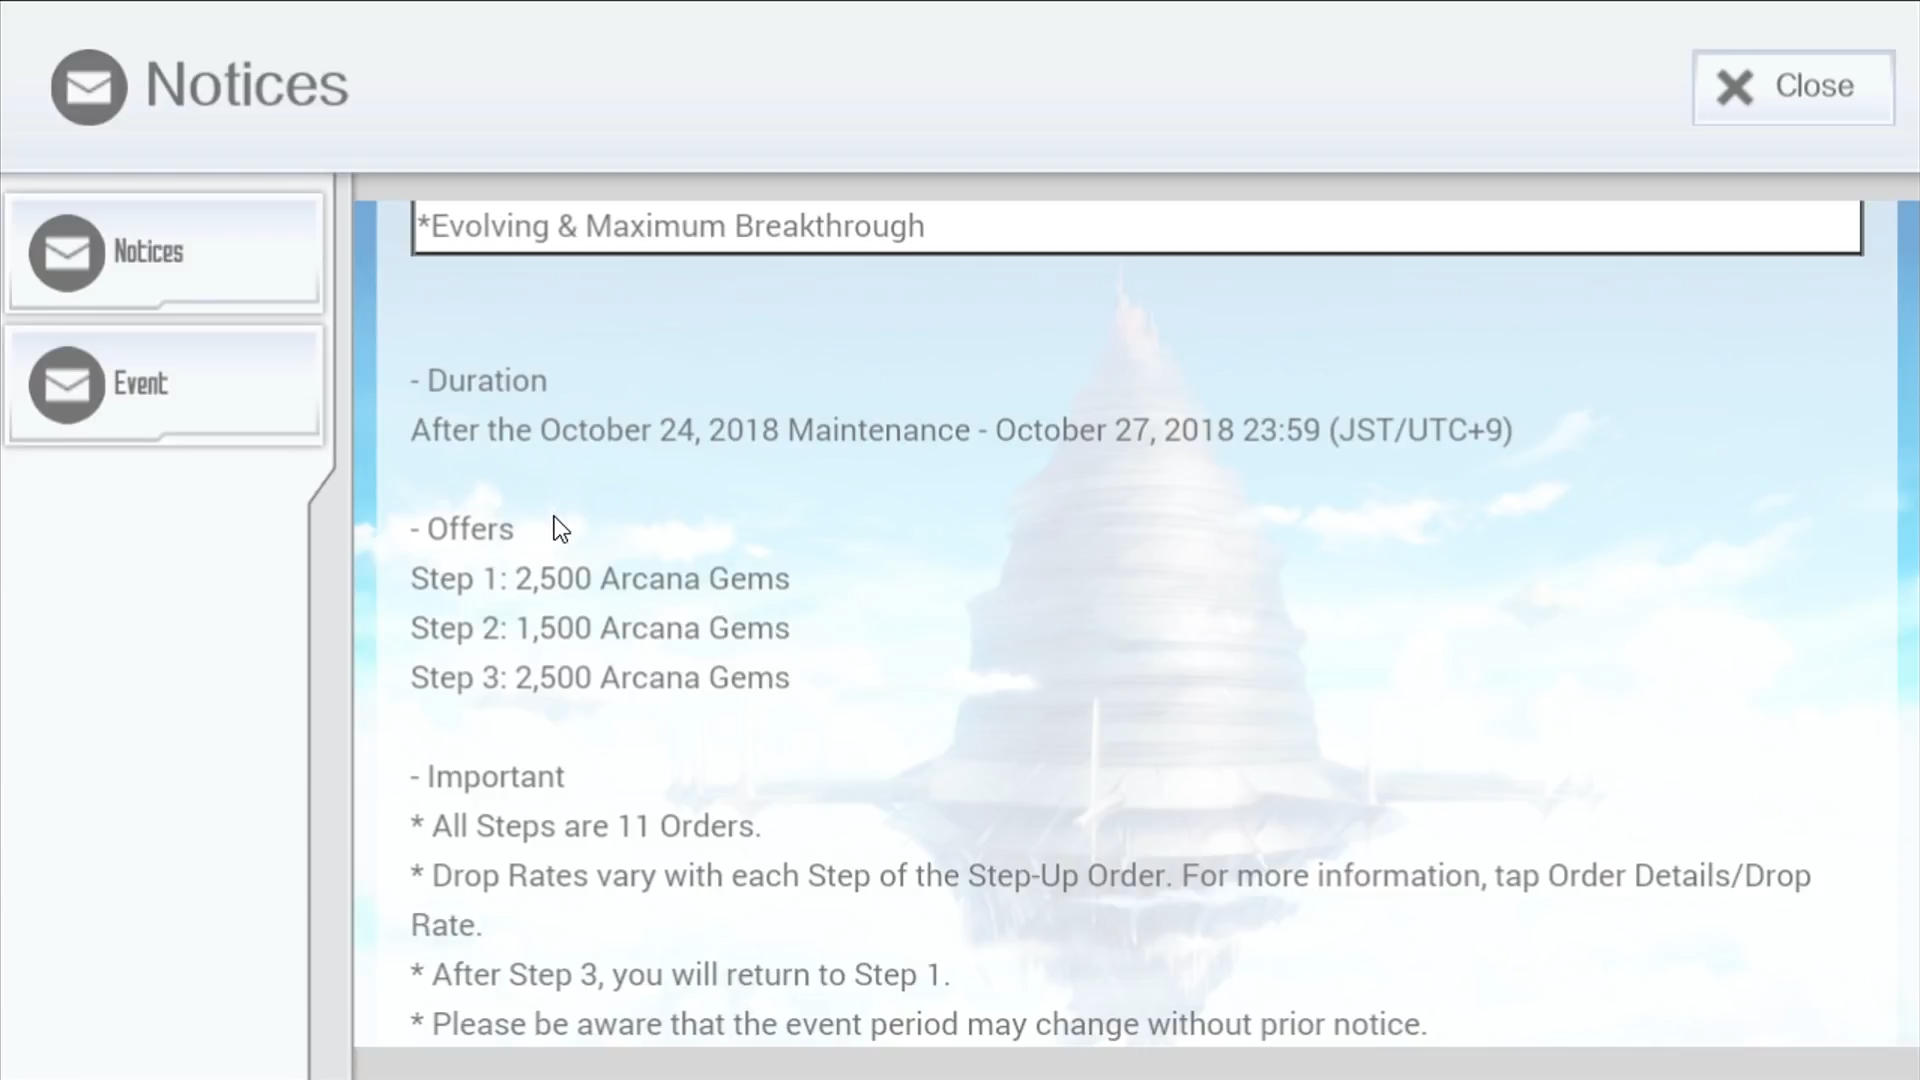 Notices
Close
Notices
Event
*Evolving & Maximum Breakthrough
- Duration
After the October 24, 2018 Maintenance - October 27, 2018 23:59 (JST/UTC+9)
- Offers
Step 1: 2,500 Arcana Gems
Step 2: 1,500 Arcana Gems
Step 3: 2,500 Arcana Gems
- Important
* All Steps are 11 Orders.
* Drop Rates vary with each Step of the Step-Up Order. For more information, tap Order Details/Drop
Rate.
* After Step 3, you will return to Step 1.
* Please be aware that the event period may change without prior notice.